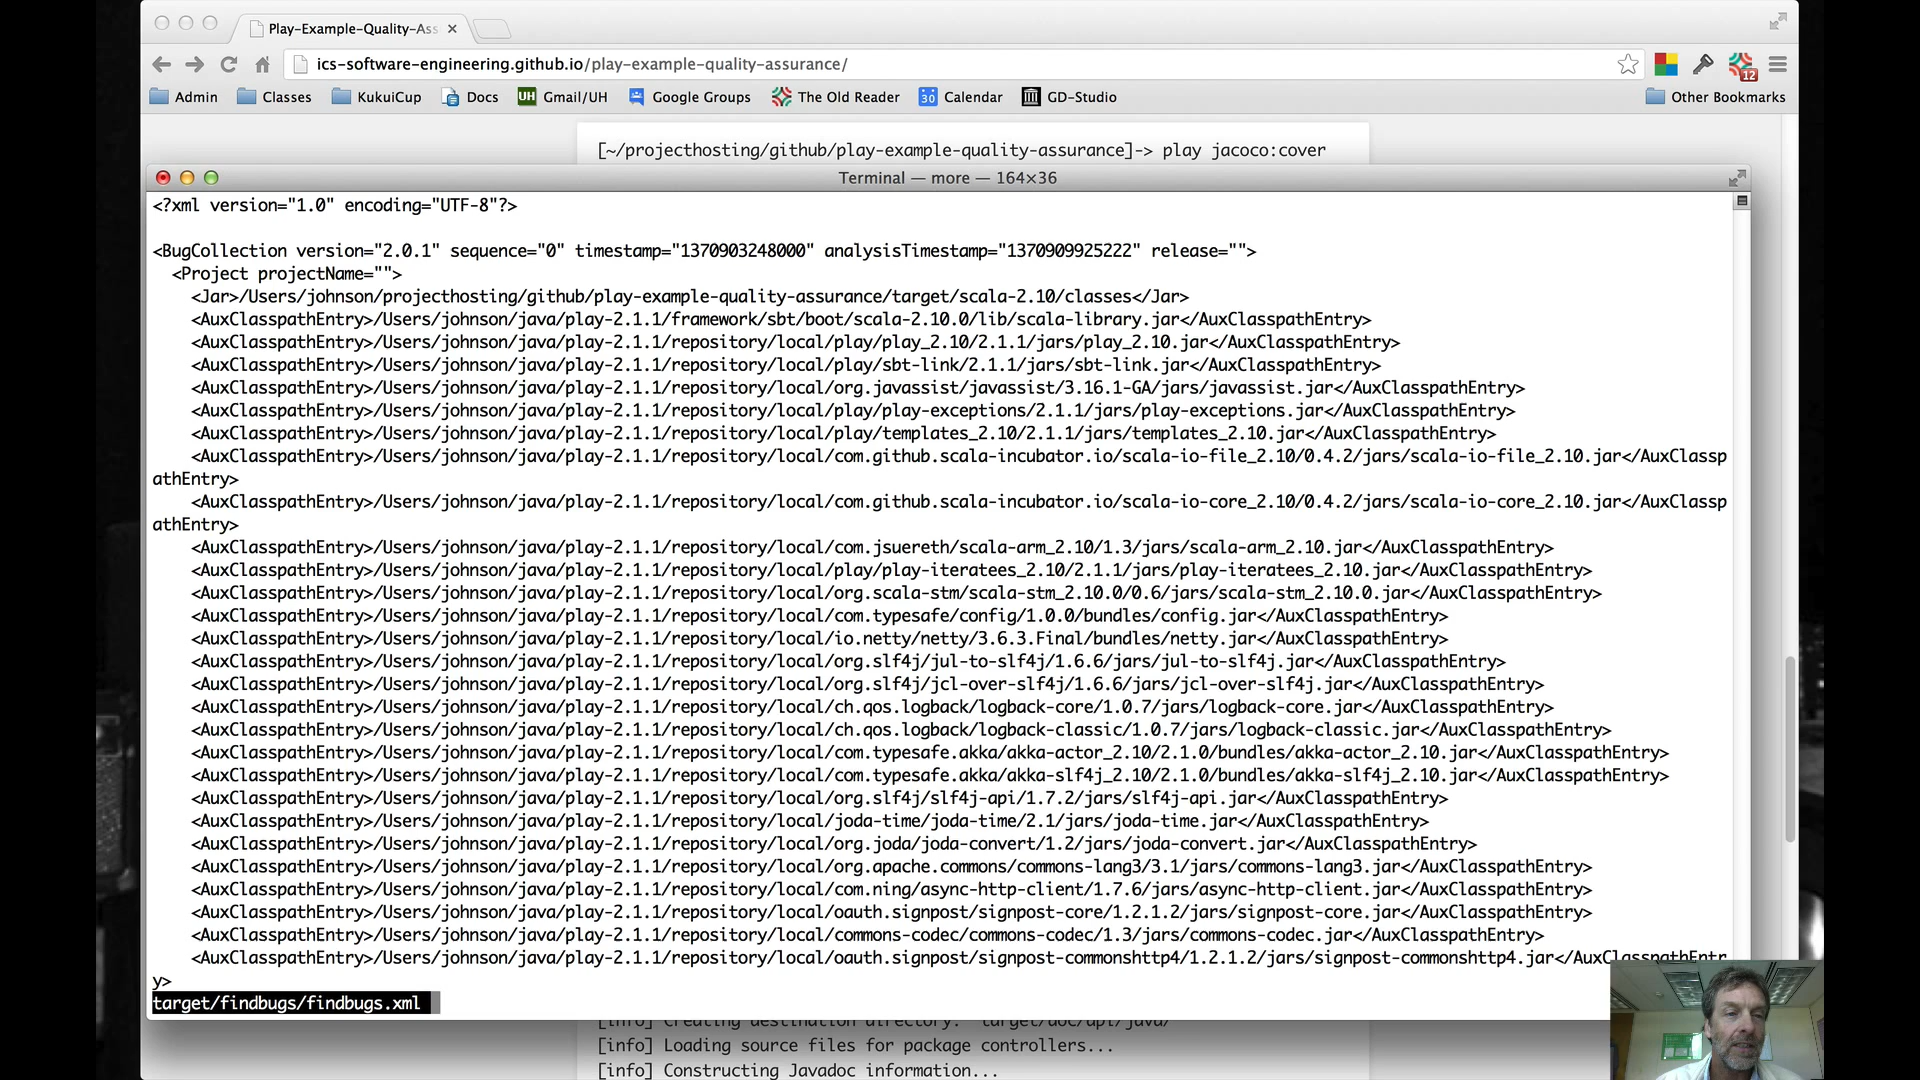 Play-Example-Quality-Ass
ics-software-engineering.github.io/play-example-quality-assurance/
12
Admin
Classes
KukuiCup
Docs
UH Gmail/UH
Google Groups
The Old Reader
30 Calendar
GD-Studio
Other Bookmarks
[~/projecthosting/github/play-example-quality-assurance]-> play jacoco:cover
Terminal — more — 164×36
<?xml version="1.0" encoding="UTF-8"?>
<BugCollection version="2.0.1" sequence="0" timestamp="1370903248000" analysisTimestamp="1370909925222" release="">
<Project projectName="">
<Jar>/Users/johnson/projecthosting/github/play-example-quality-assurance/target/scala-2.10/classes</Jar>
<AuxClasspathEntry>/Users/johnson/java/play-2.1.1/framework/sbt/boot/scala-2.10.0/lib/scala-library.jar</AuxClasspathEntry>
<AuxClasspathEntry>/Users/johnson/java/play-2.1.1/repository/local/play/play_2.10/2.1.1/jars/play_2.10.jar</AuxClasspathEntry>
<AuxClasspathEntry>/Users/johnson/java/play-2.1.1/repository/local/play/sbt-link/2.1.1/jars/sbt-link.jar</AuxClasspathEntry>
<AuxClasspathEntry>/Users/johnson/java/play-2.1.1/repository/local/org.javassist/javassist/3.16.1-GA/jars/javassist.jar</AuxClasspathEntry>
<AuxClasspathEntry>/Users/johnson/java/play-2.1.1/repository/local/play/play-exceptions/2.1.1/jars/play-exceptions.jar</AuxClasspathEntry>
<AuxClasspathEntry>/Users/johnson/java/play-2.1.1/repository/local/play/templates_2.10/2.1.1/jars/templates_2.10.jar</AuxClasspathEntry>
<AuxClasspathEntry>/Users/johnson/java/play-2.1.1/repository/local/com.github.scala-incubator.io/scala-io-file_2.10/0.4.2/jars/scala-io-file_2.10.jar</AuxClassp
athEntry>
<AuxClasspathEntry>/Users/johnson/java/play-2.1.1/repository/local/com.github.scala-incubator.io/scala-io-core_2.10/0.4.2/jars/scala-io-core_2.10.jar</AuxClassp
athEntry>
<AuxClasspathEntry>/Users/johnson/java/play-2.1.1/repository/local/com.jsuereth/scala-arm_2.10/1.3/jars/scala-arm_2.10.jar</AuxClasspathEntry>
<AuxClasspathEntry>/Users/johnson/java/play-2.1.1/repository/local/play/play-iteratees_2.10/2.1.1/jars/play-iteratees_2.10.jar</AuxClasspathEntry>
<AuxClasspathEntry>/Users/johnson/java/play-2.1.1/repository/local/org.scala-stm/scala-stm_2.10.0/0.6/jars/scala-stm_2.10.0.jar</AuxClasspathEntry>
<AuxClasspathEntry>/Users/johnson/java/play-2.1.1/repository/local/com.typesafe/config/1.0.0/bundles/config.jar</AuxClasspathEntry>
<AuxClasspathEntry>/Users/johnson/java/play-2.1.1/repository/local/io.netty/netty/3.6.3.Final/bundles/netty.jar</AuxClasspathEntry>
<AuxClasspathEntry>/Users/johnson/java/play-2.1.1/repository/local/org.slf4j/jul-to-slf4j/1.6.6/jars/jul-to-slf4j.jar</AuxClasspathEntry>
<AuxClasspathEntry>/Users/johnson/java/play-2.1.1/repository/local/org.slf4j/jcl-over-slf4j/1.6.6/jars/jcl-over-slf4j.jar</AuxClasspathEntry>
<AuxClasspathEntry>/Users/johnson/java/play-2.1.1/repository/local/ch.qos.logback/logback-core/1.0.7/jars/logback-core.jar</AuxClasspathEntry>
<AuxClasspathEntry>/Users/johnson/java/play-2.1.1/repository/local/ch.qos.logback/logback-classic/1.0.7/jars/logback-classic.jar</AuxClasspathEntry>
<AuxClasspathEntry>/Users/johnson/java/play-2.1.1/repository/local/com.typesafe.akka/akka-actor_2.10/2.1.0/bundles/akka-actor_2.10.jar</AuxClasspathEntry>
<AuxClasspathEntry>/Users/johnson/java/play-2.1.1/repository/local/com.typesafe.akka/akka-slf4j_2.10/2.1.0/bundles/akka-slf4j_2.10.jar</AuxClasspathEntry>
<AuxClasspathEntry>/Users/johnson/java/play-2.1.1/repository/local/org.slf4j/slf4j-api/1.7.2/jars/slf4j-api.jar</AuxClasspathEntry>
<AuxClasspathEntry>/Users/johnson/java/play-2.1.1/repository/local/joda-time/joda-time/2.1/jars/joda-time.jar</AuxClasspathEntry>
<AuxClasspathEntry>/Users/johnson/java/play-2.1.1/repository/local/org.joda/joda-convert/1.2/jars/joda-convert.jar</AuxClasspathEntry>
<AuxClasspathEntry>/Users/johnson/java/play-2.1.1/repository/local/org.apache.commons/commons-lang3/3.1/jars/commons-lang3.jar</AuxClasspathEntry>
<AuxClasspathEntry>/Users/johnson/java/play-2.1.1/repository/local/com.ning/async-http-client/1.7.6/jars/async-http-client.jar</AuxClasspathEntry>
<AuxClasspathEntry>/Users/johnson/java/play-2.1.1/repository/local/oauth.signpost/signpost-core/1.2.1.2/jars/signpost-core.jar</AuxClasspathEntry>
<AuxClasspathEntry>/Users/johnson/java/play-2.1.1/repository/local/commons-codec/commons-codec/1.3/jars/commons-codec.jar</AuxClasspathEntry>
<AuxClasspathEntry>/Users/johnson/java/play-2.1.1/repository/local/oauth.signpost/signpost-commonshttp4/1.2.1.2/jars/signpost-commonshttp4.jar</AuxClasspathEntr
y>
target/findbugs/findbugs.xml
[info] Creating destination directory: "target/doc/api/java/"
[info] Loading source files for package controllers...
[info] Constructing Javadoc information...